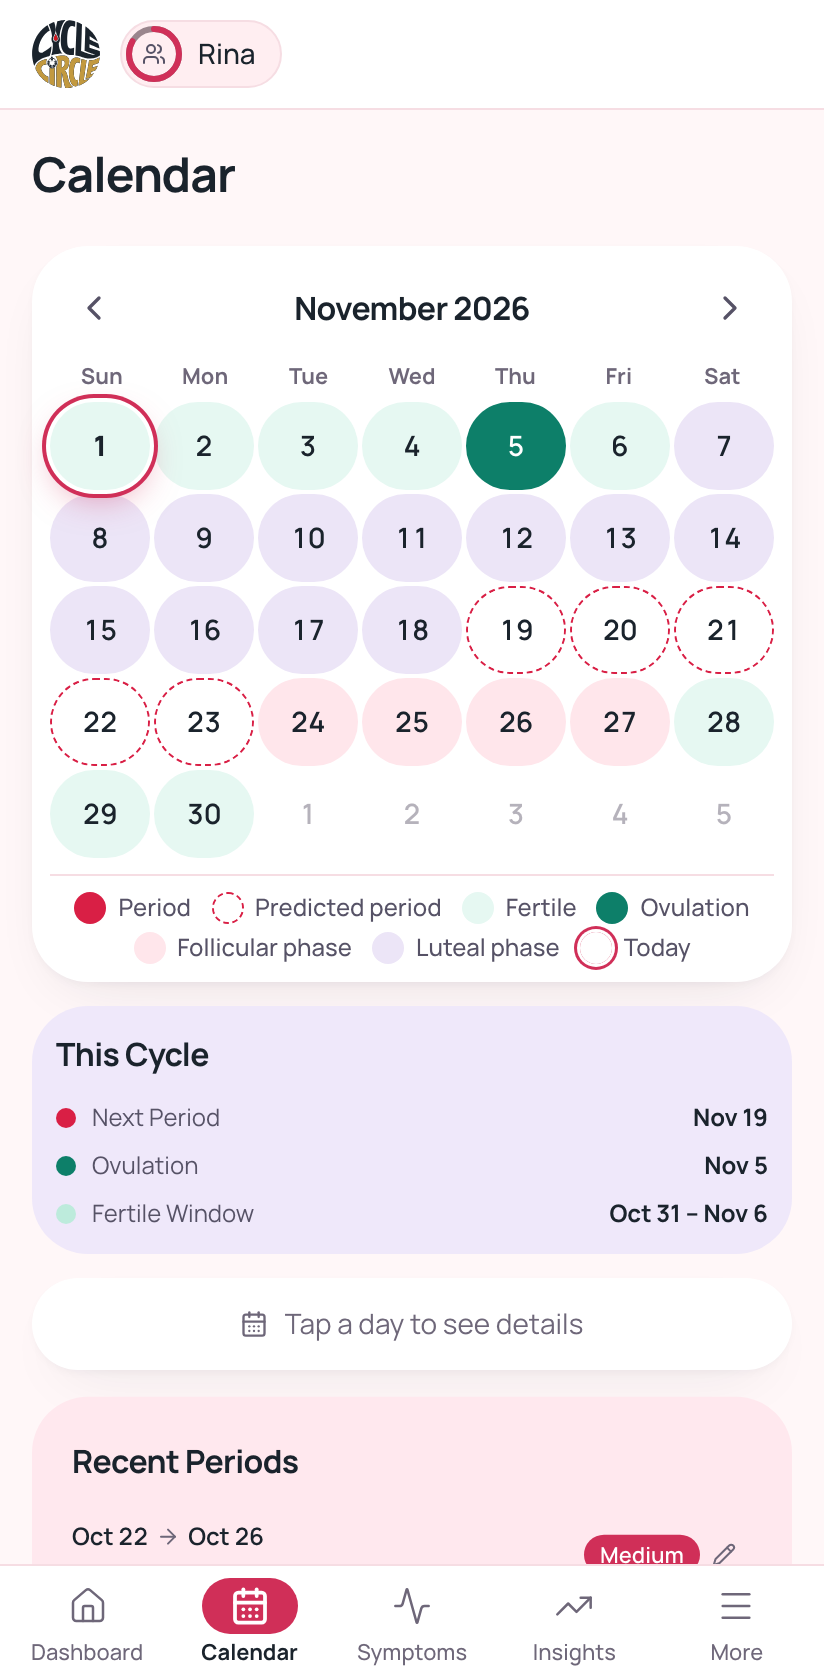 CYCLE
CIRCLE
Rina
Calendar
November 2026
Sun Mon Tue Wed Thu Fri Sat
1 2 3 4 5 6 7
8 9 10 11 12 13 14
15 16 17 18 19 20 21
22 23 24 25 26 27 28
29 30 1 2 3 4 5
Period Predicted period Fertile Ovulation
Follicular phase Luteal phase Today
This Cycle
Next Period Nov 19
Ovulation Nov 5
Fertile Window Oct 31 – Nov 6
Tap a day to see details
Recent Periods
Oct 22 → Oct 26
Medium
Dashboard Calendar Symptoms Insights More